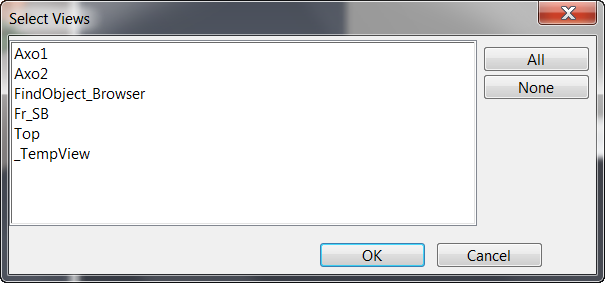 Select Views
Axo1
Axo2
FindObject_Browser
Fr_SB
Top
_TempView
All
None
OK
Cancel